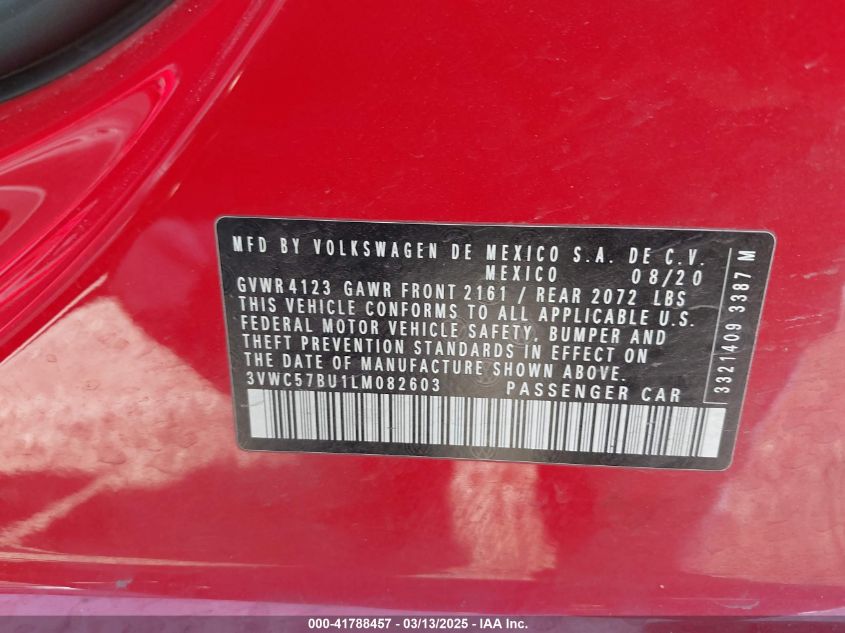 MFD BY VOLKSWAGEN DE MEXICO S.A. DE C.V.
MEXICO 08/20
GVWR 4123 GAWR FRONT 2161 / REAR 2072 LBS
THIS VEHICLE CONFORMS TO ALL APPLICABLE U.S.
FEDERAL MOTOR VEHICLE SAFETY, BUMPER AND
THEFT PREVENTION STANDARDS IN EFFECT ON
THE DATE OF MANUFACTURE SHOWN ABOVE.
3VWC57BU1LM082603 PASSENGER CAR
3321409 3387 M
000-41788457 - 03/13/2025 - Copyright IAA, Inc.